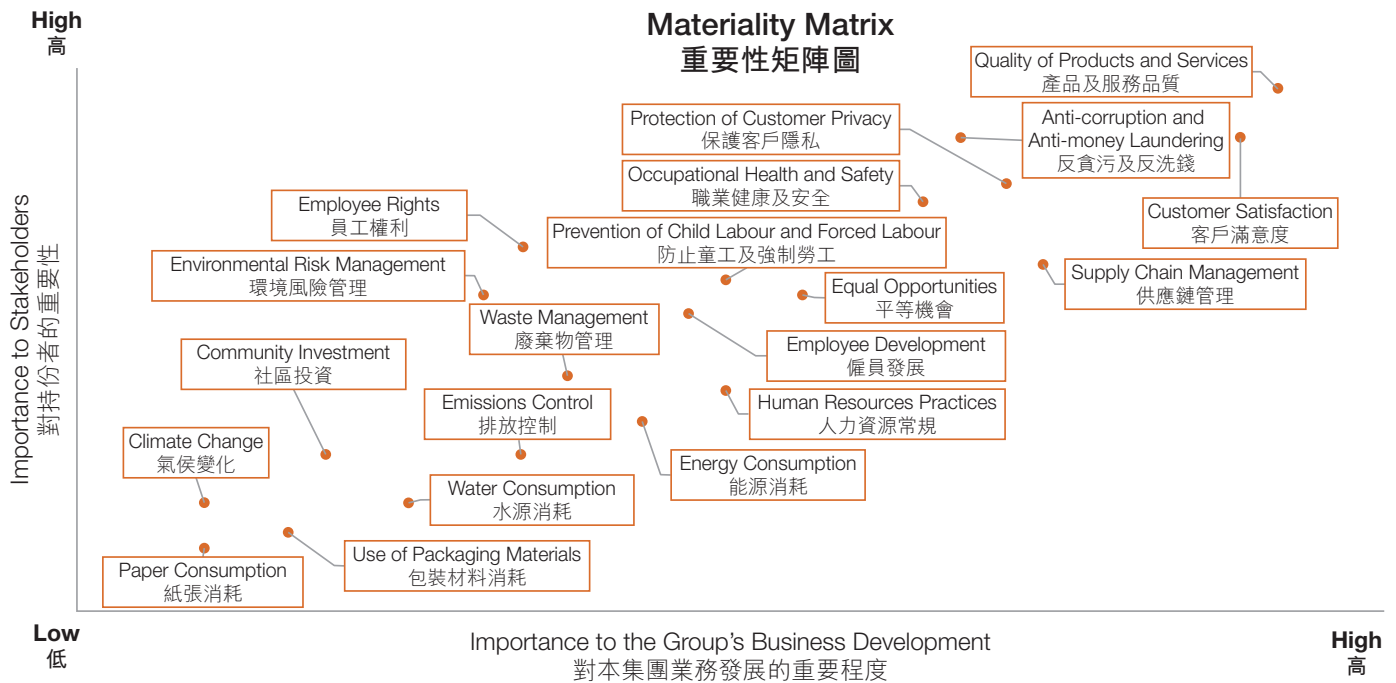 High
高
Materiality Matrix
重要性矩陣圖
Quality of Products and Services
產品及服務品質
Protection of Customer Privacy
保護客戶隱私
Anti-corruption and
Anti-money Laundering
反貪污及反洗錢
Occupational Health and Safety
職業健康及安全
Employee Rights
員工權利
Customer Satisfaction
客戶滿意度
Prevention of Child Labour and Forced Labour
防止童工及強制勞工
Environmental Risk Management
環境風險管理
Supply Chain Management
供應鏈管理
Equal Opportunities
平等機會
Waste Management
廢棄物管理
Employee Development
僱員發展
Community Investment
社區投資
Emissions Control
排放控制
Human Resources Practices
人力資源常規
Climate Change
氣侯變化
Energy Consumption
能源消耗
Water Consumption
水源消耗
Use of Packaging Materials
包裝材料消耗
Paper Consumption
紙張消耗
Importance to Stakeholders
對持份者的重要性
Low
低
Importance to the Group's Business Development
對本集團業務發展的重要程度
High
高